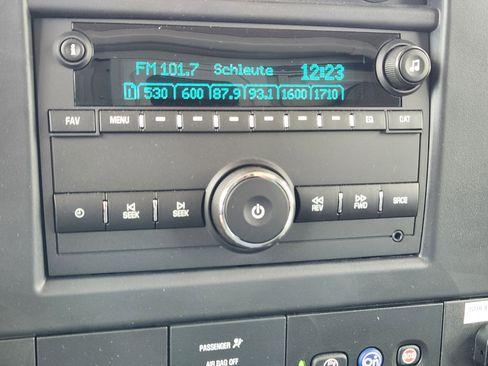 FM 101.7 Schleute 12:23
1 530 600 87.9 93.1 1600 1710
FAV MENU EQ CAT
SEEK SEEK REV FWD SRCE
PASSENGER
AIR BAG OFF